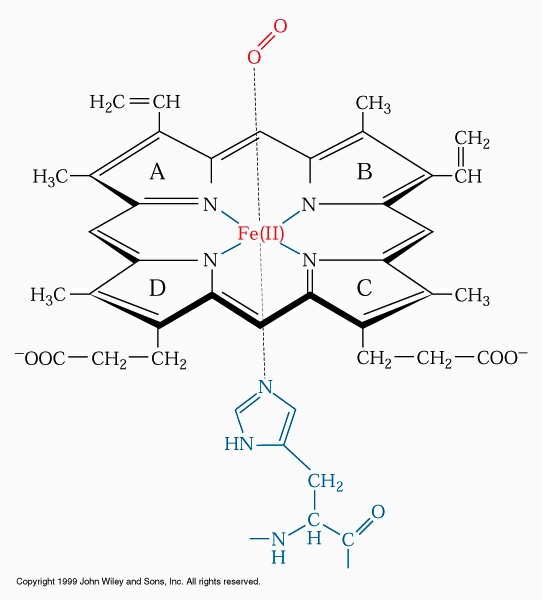 O
O
H₂C=CH
CH₃
A
B
CH₂
CH
H₃C
N
N
Fe(II)
N
N
D
C
H₃C
CH₃
⁻OOC—CH₂—CH₂
CH₂—CH₂—COO⁻
N
HN
CH₂
C
H
O
N
H
C
Copyright 1999 John Wiley and Sons, Inc. All rights reserved.